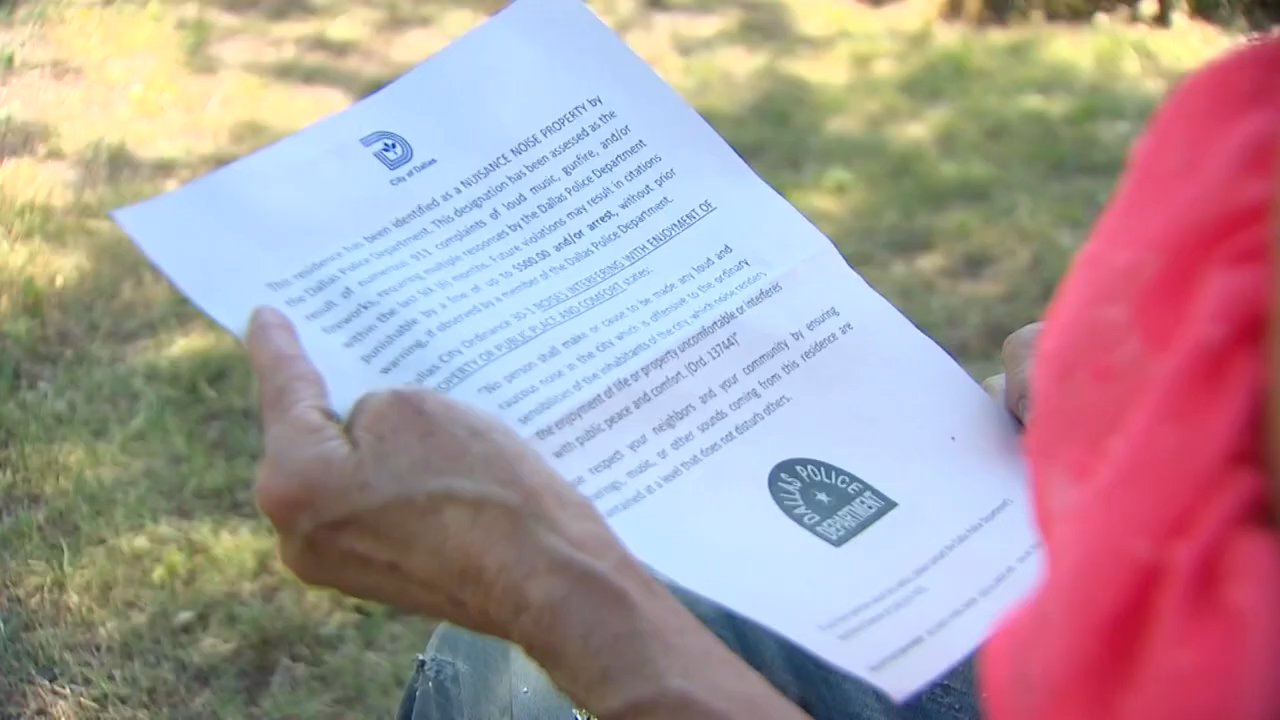 City of Dallas
This residence has been identified as a NUISANCE NOISE PROPERTY by
the Dallas Police Department. This designation has been assessed as the
result of numerous 911 complaints of loud music, gunfire, and/or
fireworks, requiring multiple responses by the Dallas Police Department
within the last six (6) months. Future violations may result in citations
punishable by a fine of up to $500.00 and/or arrest, without prior
warning, if observed by a member of the Dallas Police Department.
City Ordinance 30-1 NOISES INTERFERING WITH ENJOYMENT OF
PROPERTY OR PUBLIC PEACE AND COMFORT states:
"No person shall make or cause to be made any loud and
raucous noise in the city which is offensive to the ordinary
sensibilities of the inhabitants of the city, which noise renders
the enjoyment of life or property uncomfortable or interferes
with public peace and comfort. (Ord. 13744)"
respect your neighbors and your community by ensuring
music, or other sounds coming from this residence are
at a level that does not disturb others.
DALLAS POLICE
DEPARTMENT